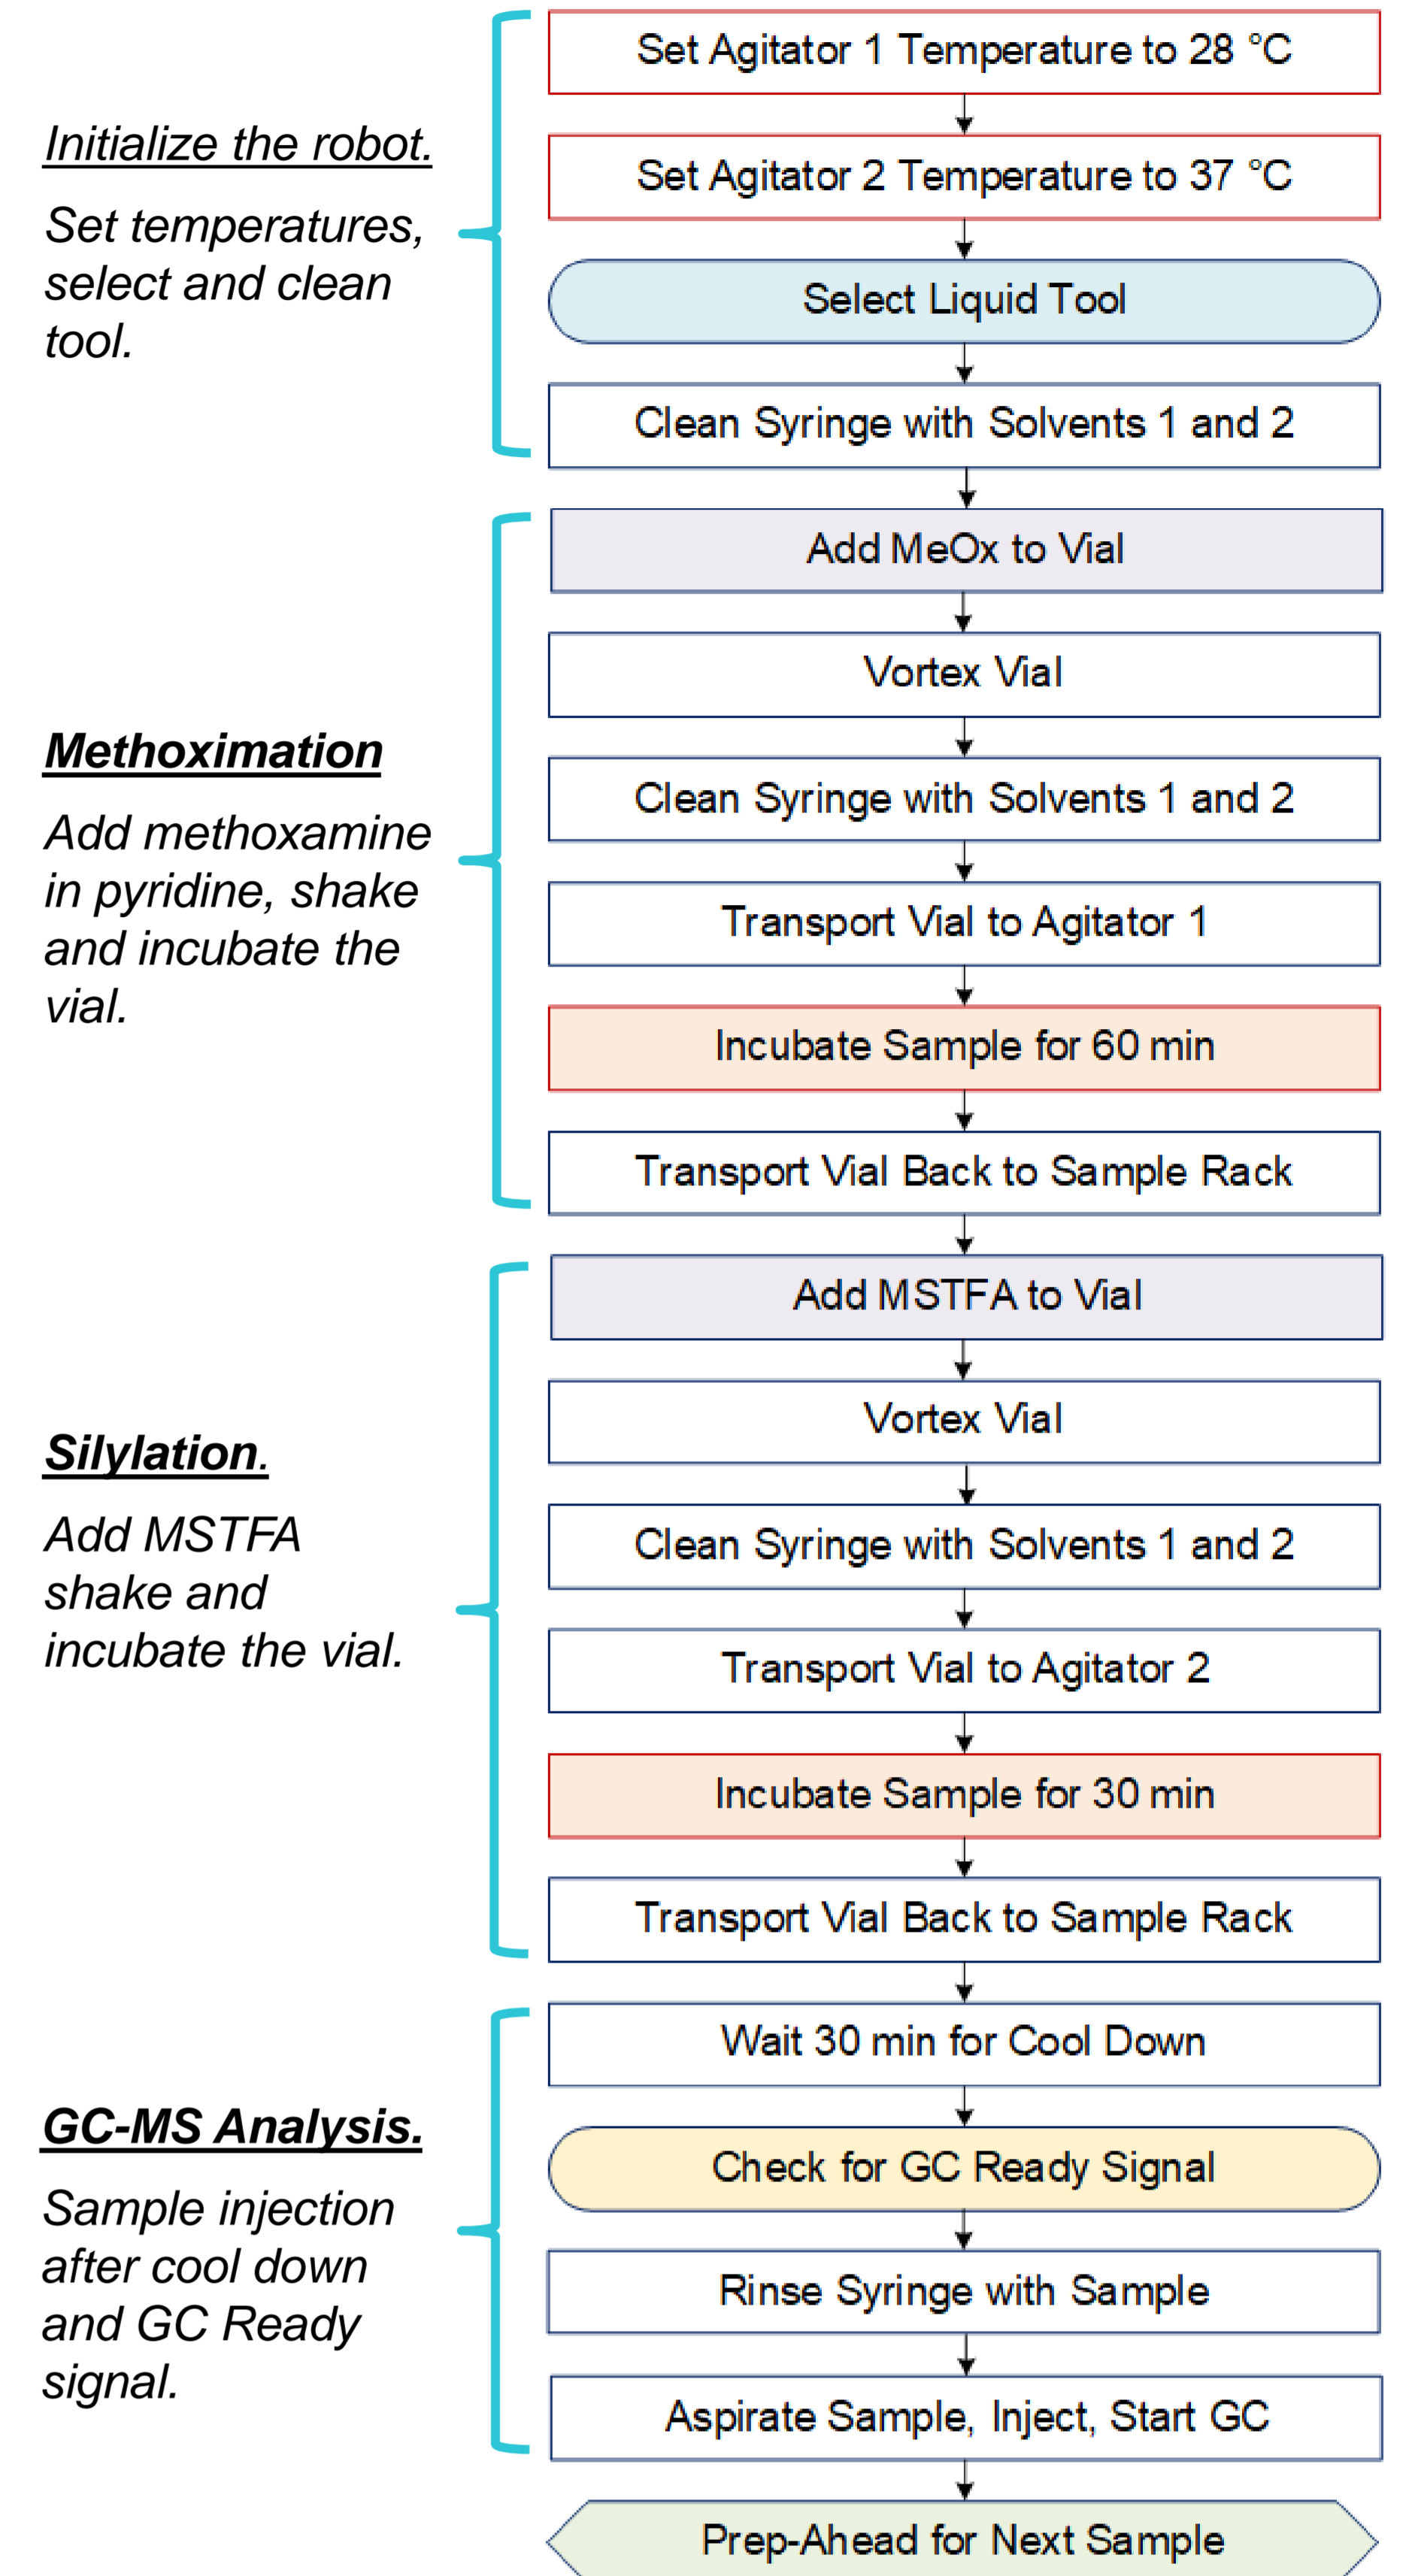 Set Agitator 1 Temperature to 28 °C
Set Agitator 2 Temperature to 37 °C
Select Liquid Tool
Clean Syringe with Solvents 1 and 2
Initialize the robot.
Set temperatures,
select and clean
tool.
Add MeOx to Vial
Vortex Vial
Clean Syringe with Solvents 1 and 2
Transport Vial to Agitator 1
Incubate Sample for 60 min
Transport Vial Back to Sample Rack
Methoximation
Add methoxamine
in pyridine, shake
and incubate the
vial.
Add MSTFA to Vial
Vortex Vial
Clean Syringe with Solvents 1 and 2
Transport Vial to Agitator 2
Incubate Sample for 30 min
Transport Vial Back to Sample Rack
Silylation.
Add MSTFA
shake and
incubate the vial.
Wait 30 min for Cool Down
Check for GC Ready Signal
Rinse Syringe with Sample
Aspirate Sample, Inject, Start GC
GC-MS Analysis.
Sample injection
after cool down
and GC Ready
signal.
Prep-Ahead for Next Sample